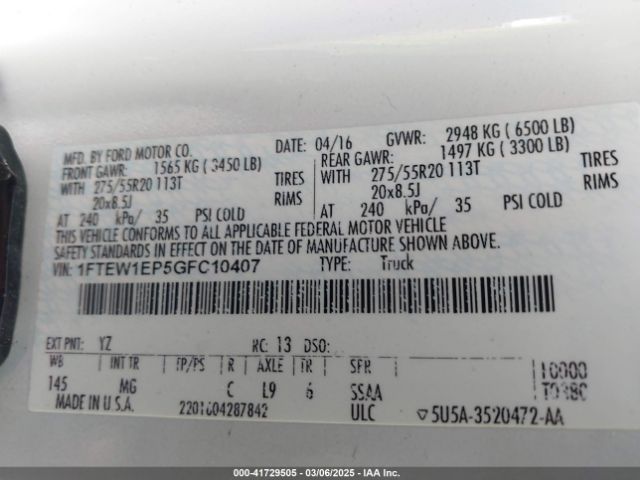 MFD. BY FORD MOTOR CO. DATE: 04/16 GVWR: 2948 KG ( 6500 LB)
FRONT GAWR: 1565 KG ( 3450 LB) REAR GAWR: 1497 KG ( 3300 LB)
WITH 275/55R20 113T TIRES WITH 275/55R20 113T TIRES
20x8.5J RIMS 20x8.5J RIMS
AT 240 kPa/ 35 PSI COLD AT 240 kPa/ 35 PSI COLD
THIS VEHICLE CONFORMS TO ALL APPLICABLE FEDERAL MOTOR VEHICLE
SAFETY STANDARDS IN EFFECT ON THE DATE OF MANUFACTURE SHOWN ABOVE.
VIN: 1FTEW1EP5GFC10407 TYPE: Truck
EXT PNT: YZ RC: 13 DSO:
WB INT TR TP/PS R AXLE TR SPR
145 MG C L9 6 SSAA
10000
MADE IN U.S.A. 2201604287842 ULC ▽5U5A-3520472-AA
000-41729505 - 03/06/2025 - IAA Inc.